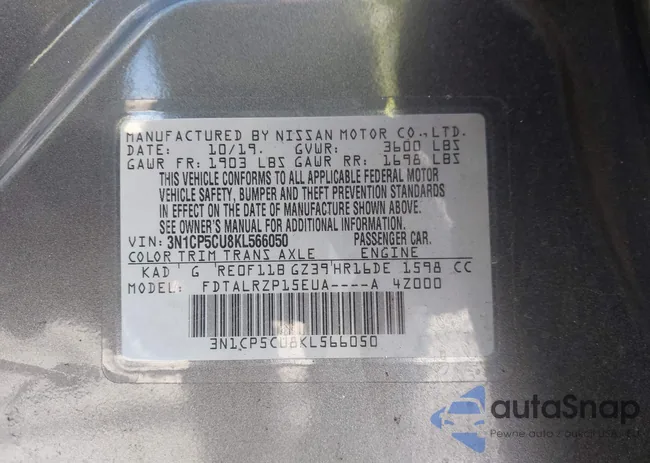 MANUFACTURED BY NISSAN MOTOR CO.,LTD.
DATE: 10/19. GVWR: 3600 LBS
GAWR FR: 1903 LBS GAWR RR: 1698 LBS
THIS VEHICLE CONFORMS TO ALL APPLICABLE FEDERAL MOTOR
VEHICLE SAFETY, BUMPER AND THEFT PREVENTION STANDARDS
IN EFFECT ON THE DATE OF MANUFACTURE SHOWN ABOVE.
SEE OWNER'S MANUAL FOR ADDITIONAL INFORMATION.
VIN: 3N1CP5CU8KL566050 PASSENGER CAR.
COLOR TRIM TRANS AXLE ENGINE
KAD ' G 'RE0F11B GZ39'HR16DE 1598 CC
MODEL: FDTALRZP15EUA----A 4Z000
3N1CP5CU8KL566050
autaSnap
Pewne auto z